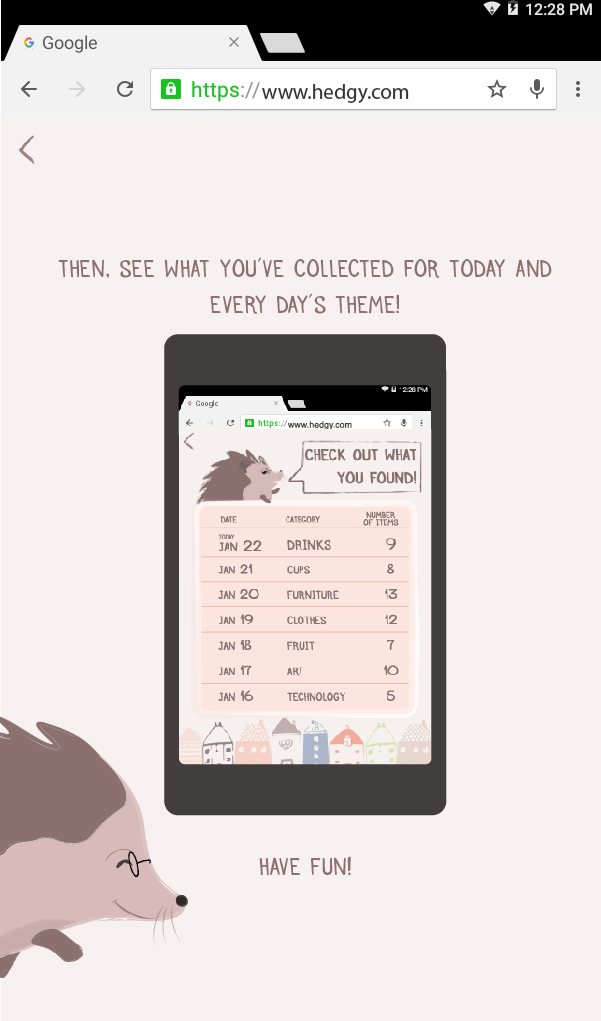 12:28 PM
Google
https://www.hedgy.com
THEN, SEE WHAT YOU'VE COLLECTED FOR TODAY AND
EVERY DAY'S THEME!
12:28 PM
Google
https://www.hedgy.com
CHECK OUT WHAT
YOU FOUND!
DATE CATEGORY NUMBER
OF ITEMS
TODAY
JAN 22 DRINKS 9
JAN 21 CUPS 8
JAN 20 FURNITURE 13
JAN 19 CLOTHES 12
JAN 18 FRUIT 7
JAN 17 ART 10
JAN 16 TECHNOLOGY 5
HAVE FUN!